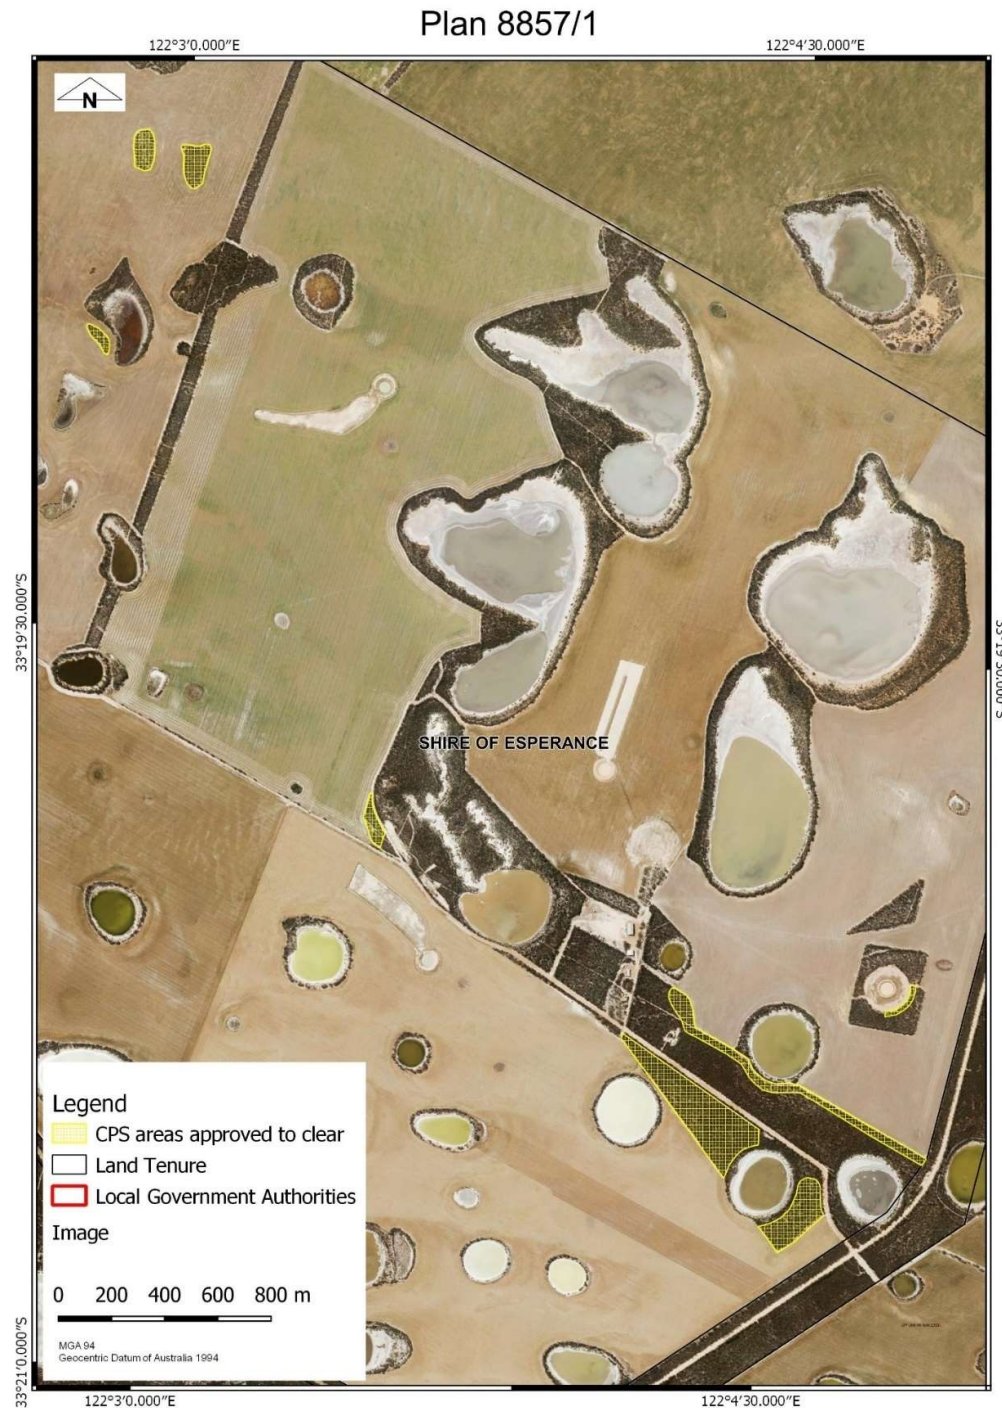 Plan 8857/1
122°3'0.000"E
122°4'30.000"E
N
33°19'30.000"S
33°19'30.000"S
SHIRE OF ESPERANCE
Legend
CPS areas approved to clear
Land Tenure
Local Government Authorities
Image
0 200 400 600 800 m
MGA 94
Geocentric Datum of Australia 1994
33°21'0.000"S
122°3'0.000"E
122°4'30.000"E